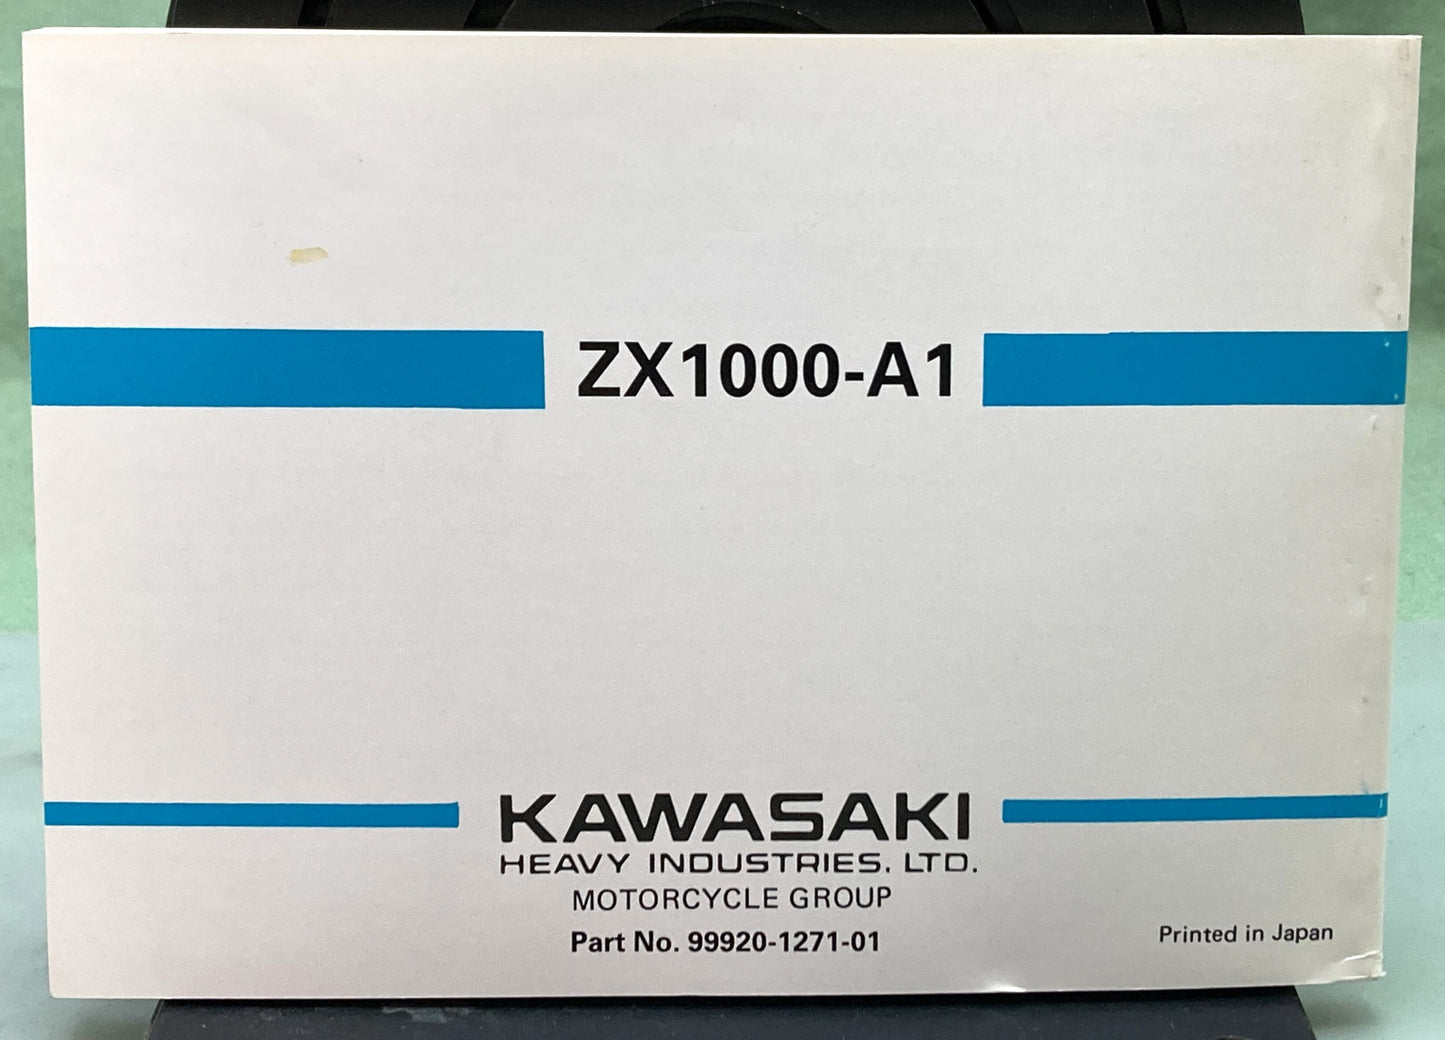 ZX1000-A1
KAWASAKI
HEAVY INDUSTRIES. LTD.
MOTORCYCLE GROUP
Part No. 99920-1271-01
Printed in Japan